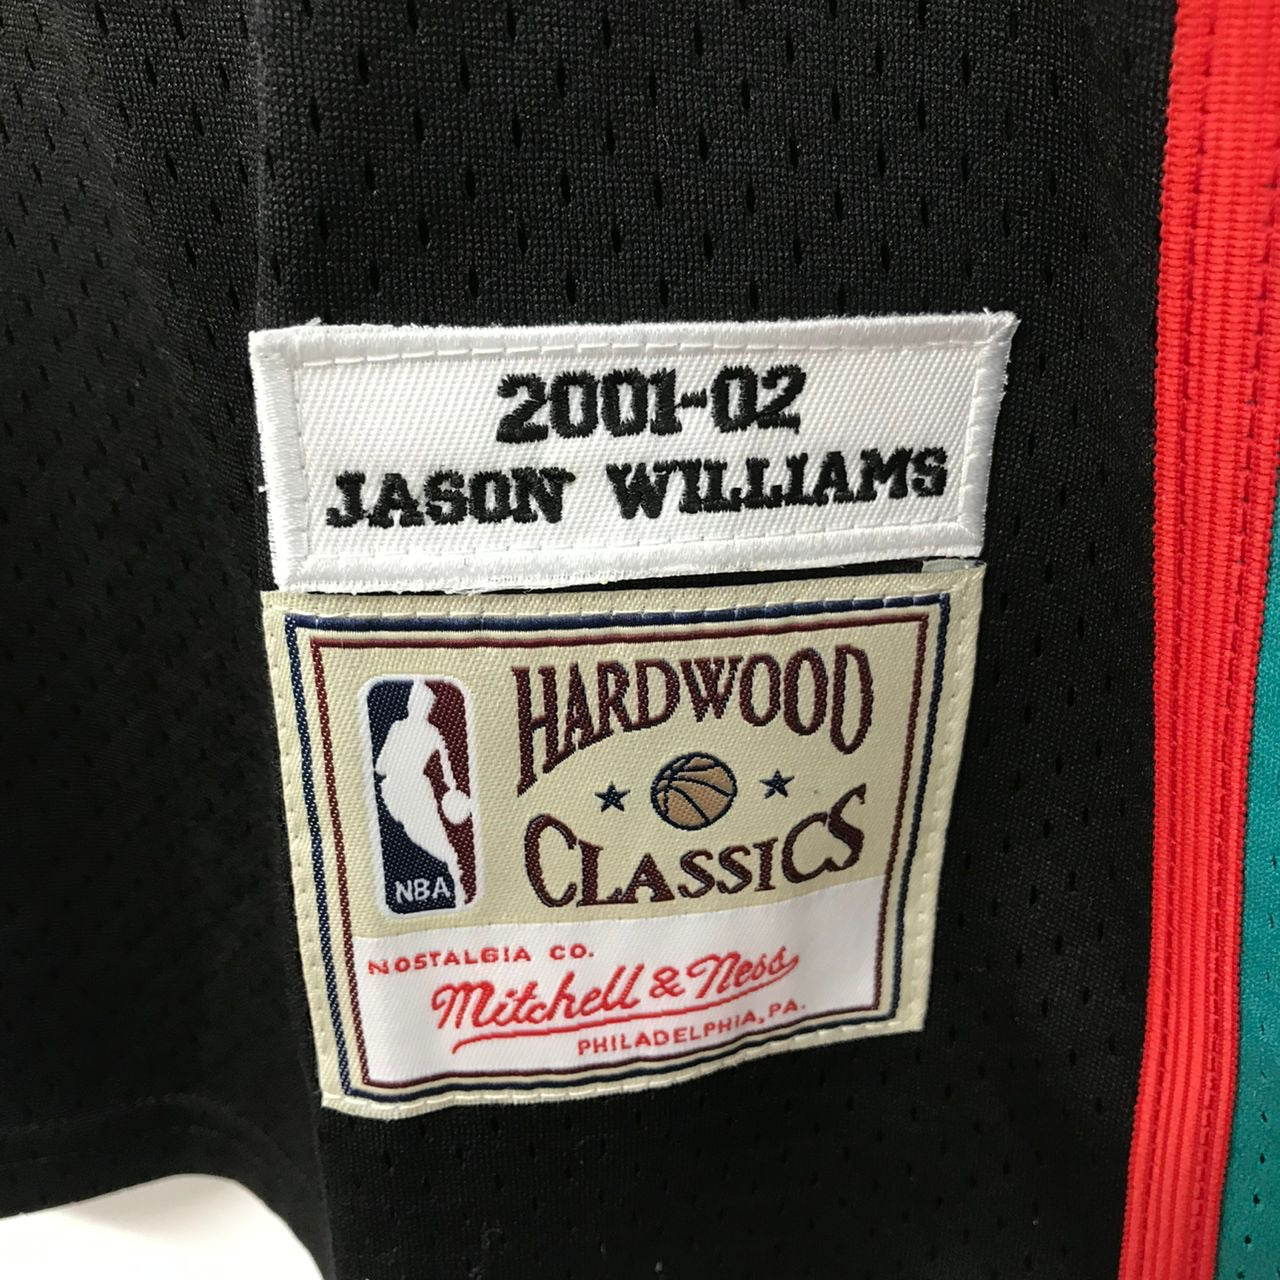 2001-02
JASON WILLIAMS
HARDWOOD
CLASSICS
NBA
NOSTALGIA CO.
Mitchell & Ness
PHILADELPHIA, PA.